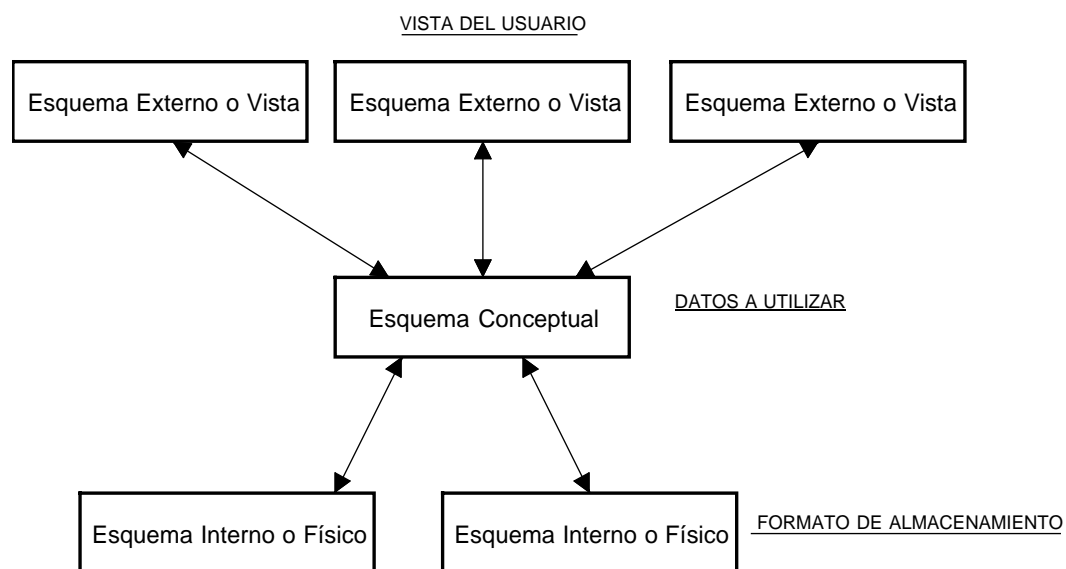 VISTA DEL USUARIO
Esquema Externo o Vista
Esquema Externo o Vista
Esquema Externo o Vista
Esquema Conceptual
DATOS A UTILIZAR
Esquema Interno o Físico
Esquema Interno o Físico
FORMATO DE ALMACENAMIENTO